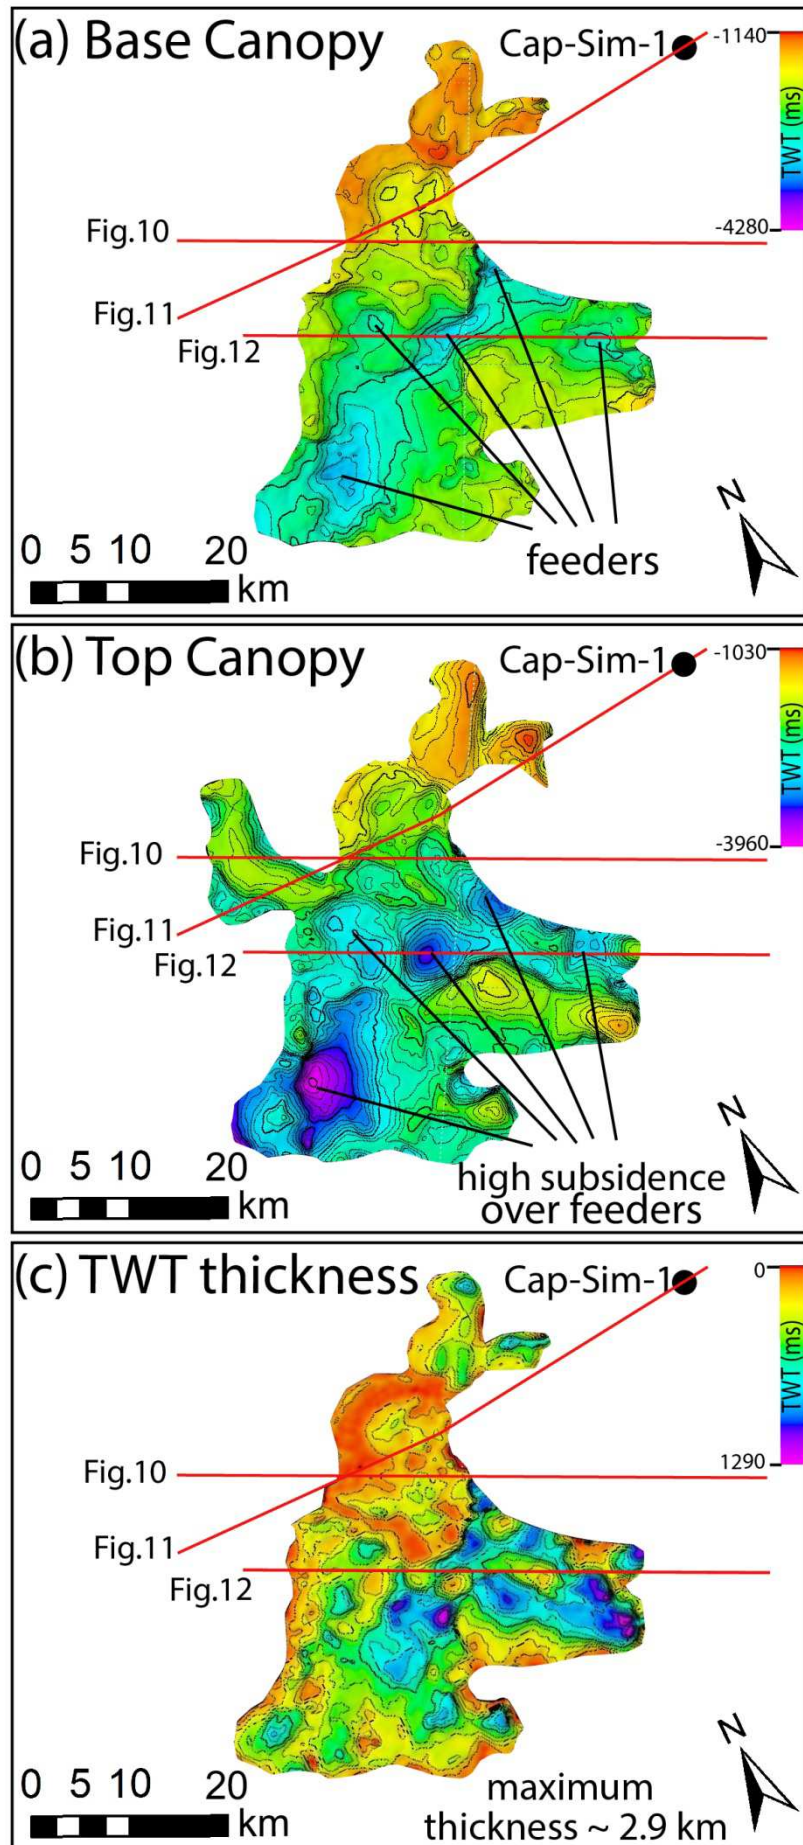 (a) Base Canopy
Cap-Sim-1
-1140
TWT (ms)
-4280
Fig.10
Fig.11
Fig.12
N
0 5 10 20
km
feeders
(b) Top Canopy
Cap-Sim-1
-1030
TWT (ms)
-3960
Fig.10
Fig.11
Fig.12
N
0 5 10 20
km
high subsidence
over feeders
(c) TWT thickness
Cap-Sim-1
0
TWT (ms)
1290
Fig.10
Fig.11
Fig.12
N
0 5 10 20
km
maximum
thickness ~ 2.9 km